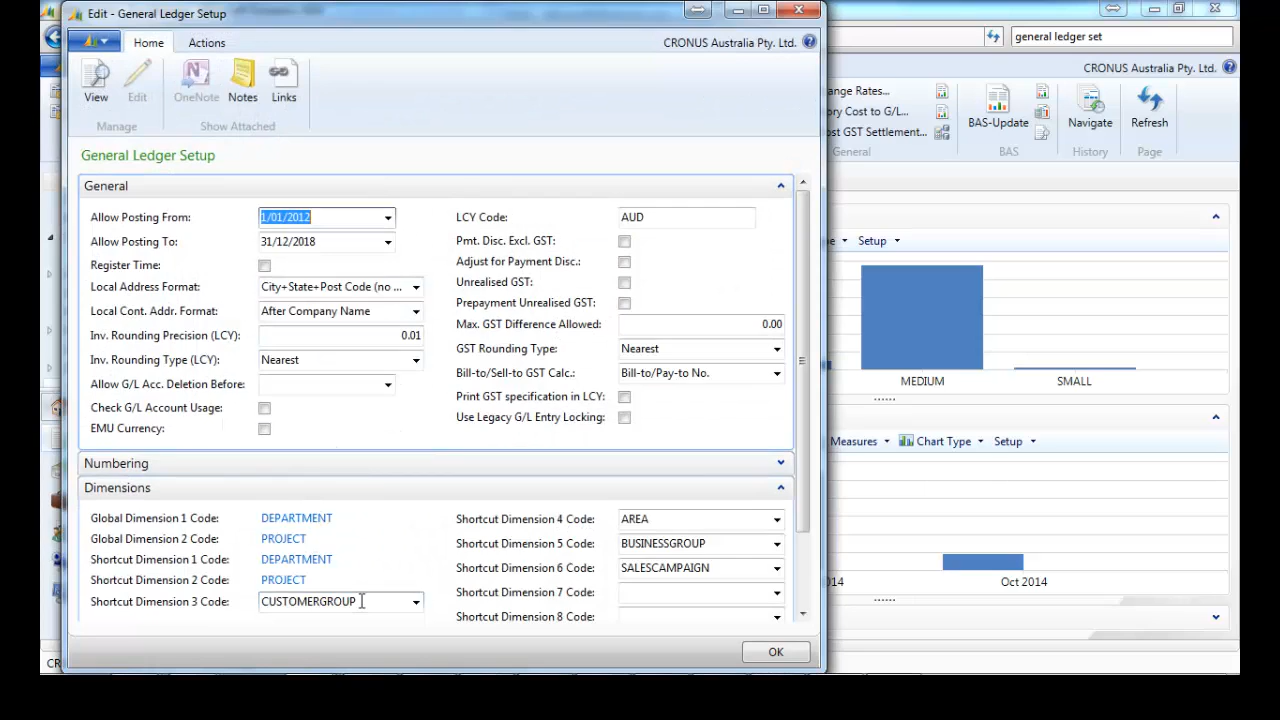 Edit - General Ledger Setup
general ledger set
Home
Actions
CRONUS Australia Pty. Ltd.
CRONUS Australia Pty. Ltd.
View
Edit
OneNote
Notes
Links
Manage
Show Attached
ange Rates...
ory Cost to G/L...
ost GST Settlement...
General
BAS-Update
BAS
Navigate
History
Refresh
Page
General Ledger Setup
General
Allow Posting From: 1/01/2012
Allow Posting To: 31/12/2018
Register Time:
Local Address Format: City+State+Post Code (no ...
Local Cont. Addr. Format: After Company Name
Inv. Rounding Precision (LCY): 0.01
Inv. Rounding Type (LCY): Nearest
Allow G/L Acc. Deletion Before:
Check G/L Account Usage:
EMU Currency:
LCY Code: AUD
Pmt. Disc. Excl. GST:
Adjust for Payment Disc.:
Unrealised GST:
Prepayment Unrealised GST:
Max. GST Difference Allowed: 0.00
GST Rounding Type: Nearest
Bill-to/Sell-to GST Calc.: Bill-to/Pay-to No.
Print GST specification in LCY:
Use Legacy G/L Entry Locking:
Numbering
Dimensions
Global Dimension 1 Code: DEPARTMENT
Global Dimension 2 Code: PROJECT
Shortcut Dimension 1 Code: DEPARTMENT
Shortcut Dimension 2 Code: PROJECT
Shortcut Dimension 3 Code: CUSTOMERGROUP
Shortcut Dimension 4 Code: AREA
Shortcut Dimension 5 Code: BUSINESSGROUP
Shortcut Dimension 6 Code: SALESCAMPAIGN
Shortcut Dimension 7 Code:
Shortcut Dimension 8 Code:
OK
Setup
MEDIUM
SMALL
Measures
Chart Type
Setup
014
Oct 2014
CR